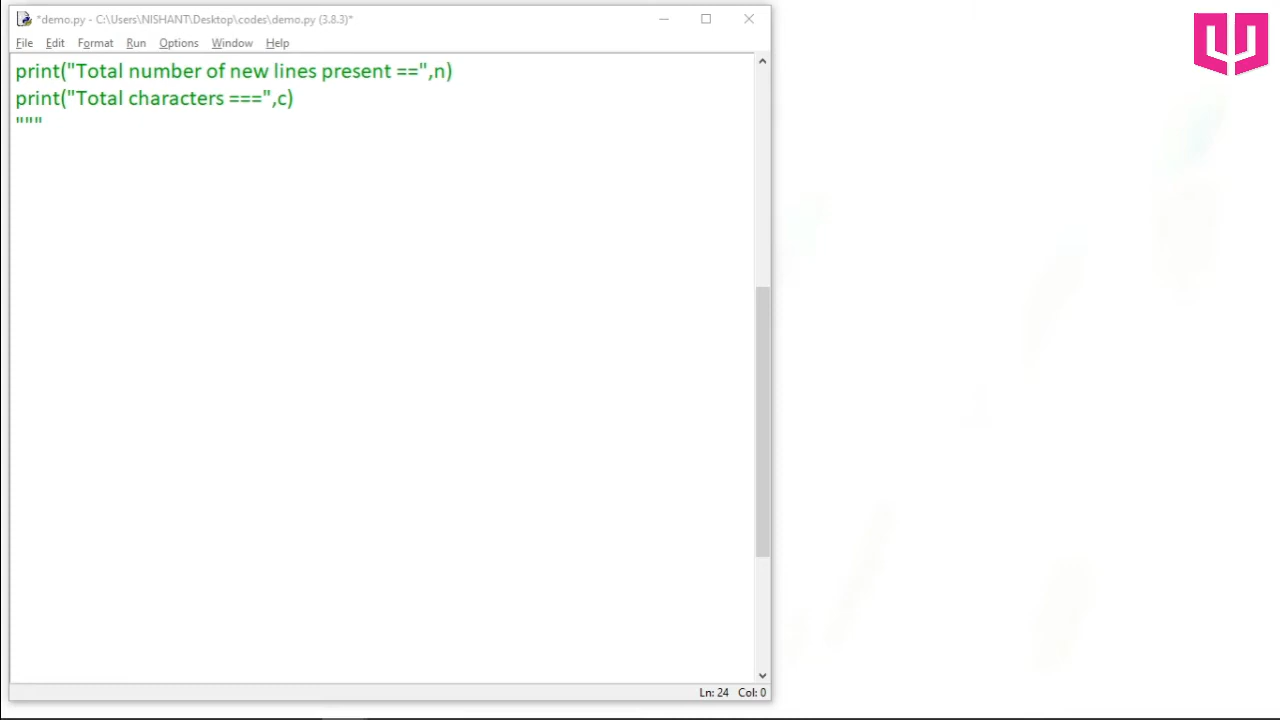 *demo.py - C:\Users\NISHANT\Desktop\codes\demo.py (3.8.3)*
File Edit Format Run Options Window Help
print("Total number of new lines present ==",n)
print("Total characters ===",c)
"""
Ln: 24 Col: 0